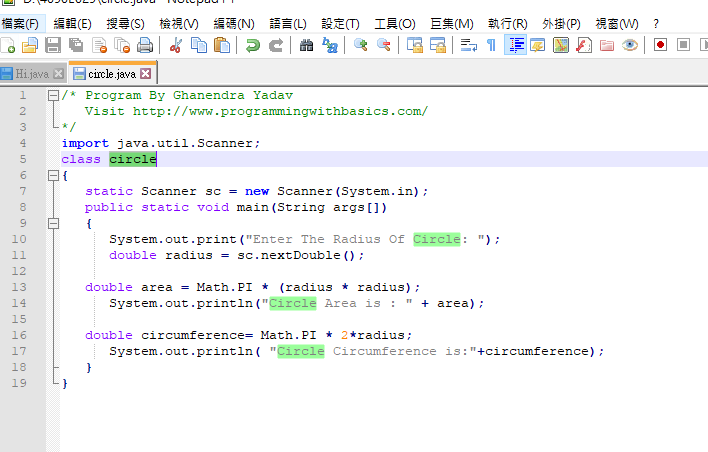 檔案(F) 編輯(E) 搜尋(S) 檢視(V) 編碼(N) 語言(L) 設定(T) 工具(O) 巨集(M) 執行(R) 外掛(P) 視窗(W) ?
Hi.java circle.java
1 /* Program By Ghanendra Yadav
2 Visit http://www.programmingwithbasics.com/
3 */
4 import java.util.Scanner;
5 class circle
6 {
7 static Scanner sc = new Scanner(System.in);
8 public static void main(String args[])
9 {
10 System.out.print("Enter The Radius Of Circle: ");
11 double radius = sc.nextDouble();
12
13 double area = Math.PI * (radius * radius);
14 System.out.println("Circle Area is : " + area);
15
16 double circumference= Math.PI * 2*radius;
17 System.out.println( "Circle Circumference is:"+circumference);
18 }
19 }